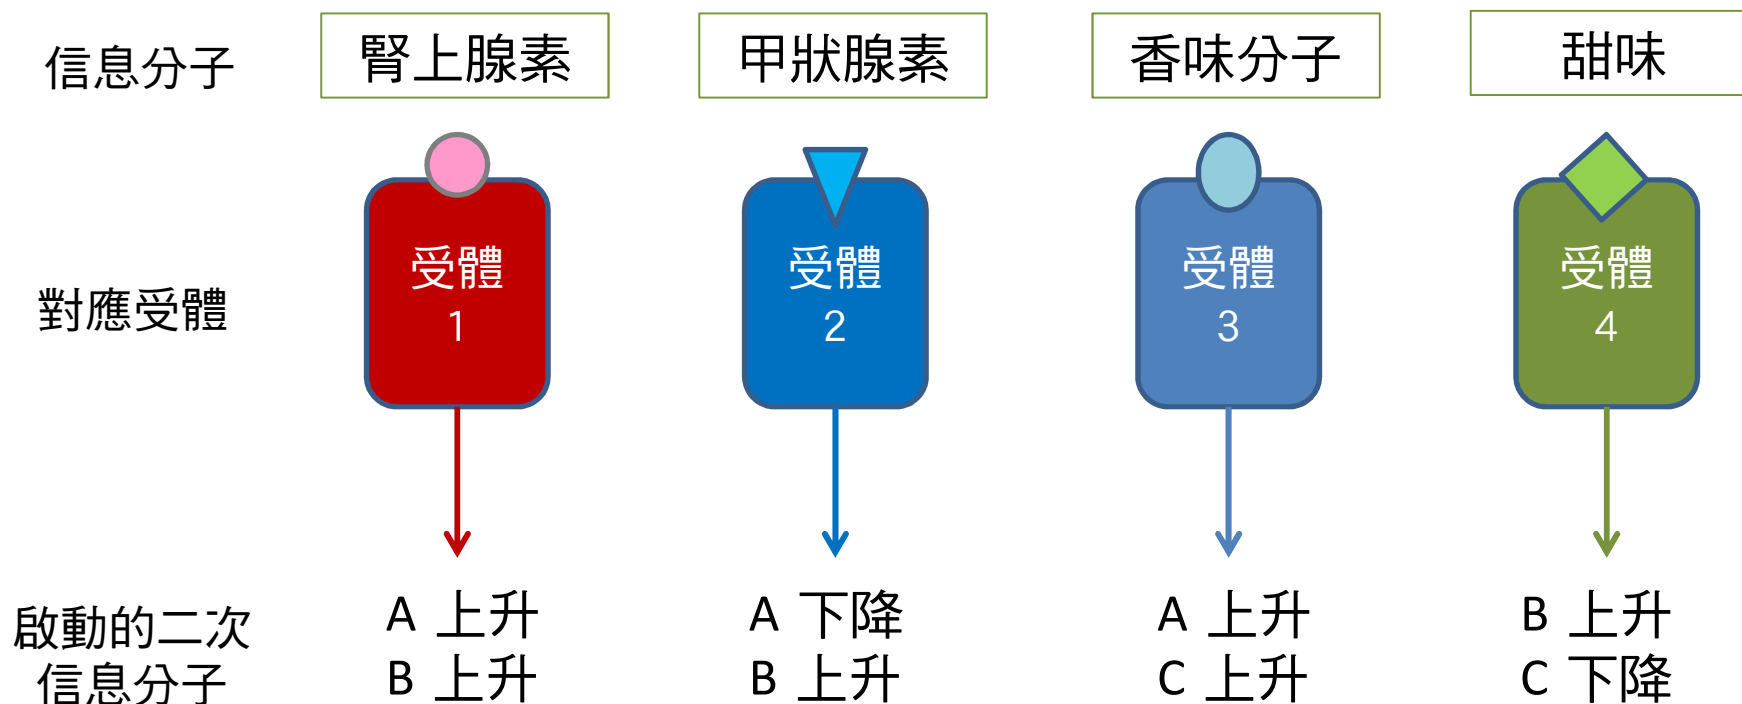 信息分子 腎上腺素 甲狀腺素 香味分子 甜味
對應受體
受體 受體 受體 受體
1 2 3 4
啟動的二次
信息分子
A 上升 A 下降 A 上升 B 上升
B 上升 B 上升 C 上升 C 下降